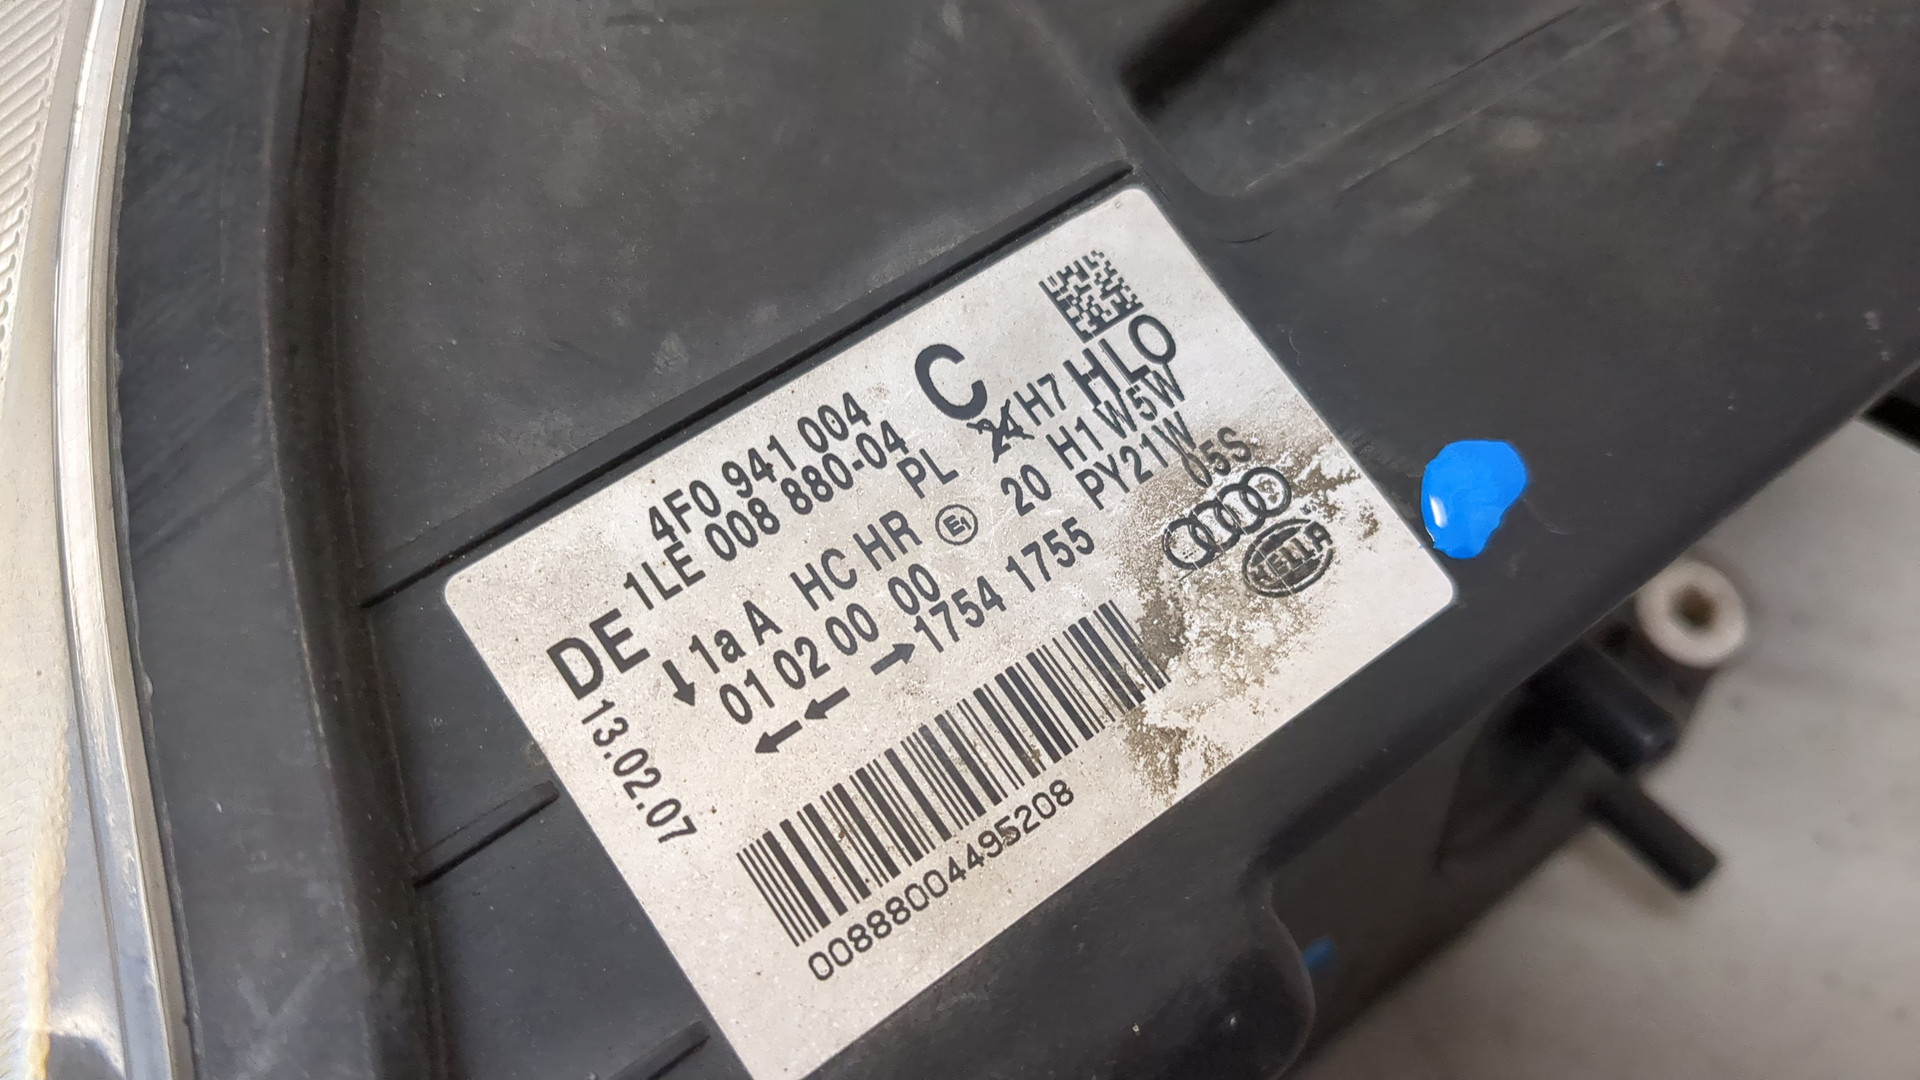 4F0 941 004 C
1LE 008 880-04
DE
1a A HC HR PL 24 H7 HLO
01 02 00 00 E1 20 H1 W5W
PY21W
→ 1754 1755 05S
13.02.07
HELLA
00888004495208